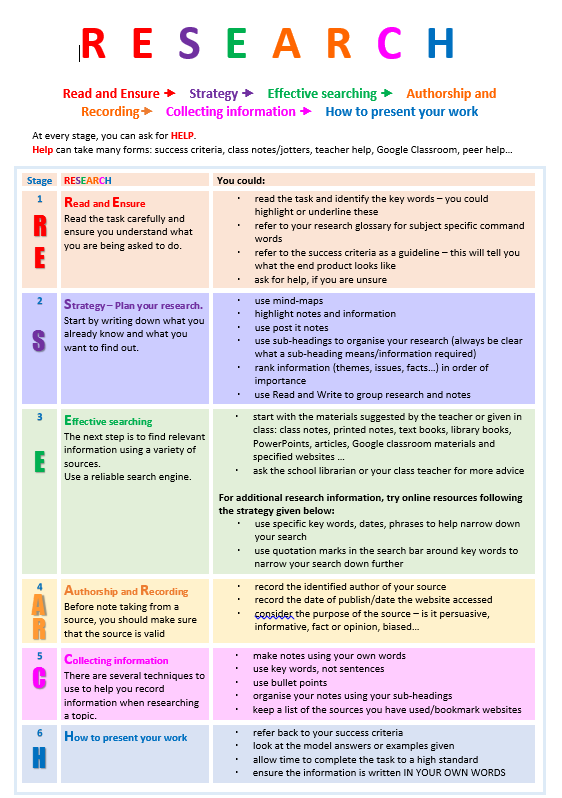 R E S E A R C H
Read and Ensure → Strategy → Effective searching → Authorship and
Recording → Collecting information → How to present your work
At every stage, you can ask for HELP.
Help can take many forms: success criteria, class notes/jotters, teacher help, Google Classroom, peer help...
Stage RESEARCH You could:
1
R
E
Read and Ensure
Read the task carefully and
ensure you understand what
you are being asked to do.
• read the task and identify the key words – you could
highlight or underline these
• refer to your research glossary for subject specific command
words
• refer to the success criteria as a guideline – this will tell you
what the end product looks like
• ask for help, if you are unsure
2
S
Strategy – Plan your research.
Start by writing down what you
already know and what you
want to find out.
• use mind-maps
• highlight notes and information
• use post it notes
• use sub-headings to organise your research (always be clear
what a sub-heading means/information required)
• rank information (themes, issues, facts...) in order of
importance
• use Read and Write to group research and notes
3
E
Effective searching
The next step is to find relevant
information using a variety of
sources.
Use a reliable search engine.
• start with the materials suggested by the teacher or given in
class: class notes, printed notes, text books, library books,
PowerPoints, articles, Google classroom materials and
specified websites ...
• ask the school librarian or your class teacher for more advice
For additional research information, try online resources following
the strategy given below:
• use specific key words, dates, phrases to help narrow down
your search
• use quotation marks in the search bar around key words to
narrow your search down further
4
A
R
Authorship and Recording
Before note taking from a
source, you should make sure
that the source is valid
• record the identified author of your source
• record the date of publish/date the website accessed
• consider the purpose of the source – is it persuasive,
informative, fact or opinion, biased...
5
C
Collecting information
There are several techniques to
use to help you record
information when researching
a topic.
• make notes using your own words
• use key words, not sentences
• use bullet points
• organise your notes using your sub-headings
• keep a list of the sources you have used/bookmark websites
6
H
How to present your work
• refer back to your success criteria
• look at the model answers or examples given
• allow time to complete the task to a high standard
• ensure the information is written IN YOUR OWN WORDS